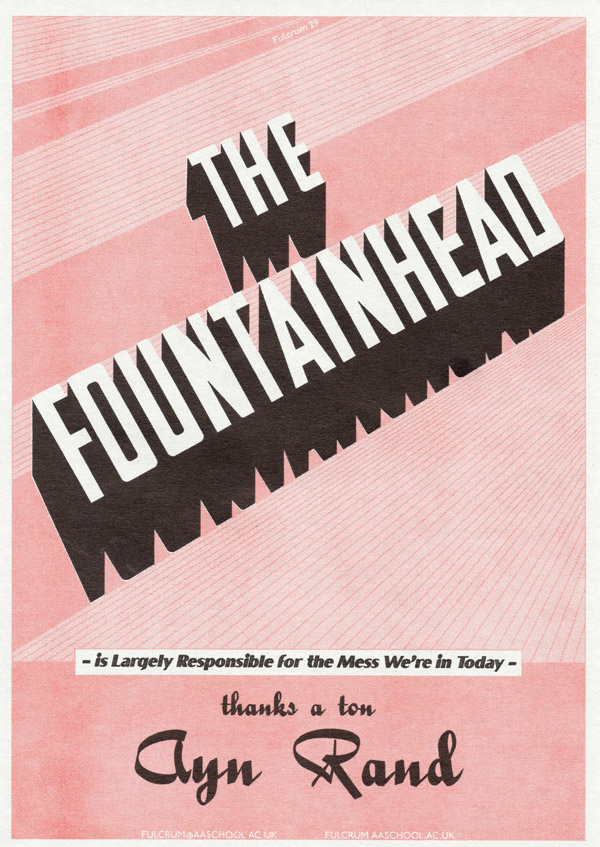 Fulcrum 29
THE
FOUNTAINHEAD
– is Largely Responsible for the Mess We're in Today –
thanks a ton
Ayn Rand
FULCRUM@AASCHOOL.AC.UK FULCRUM.AASCHOOL.AC.UK